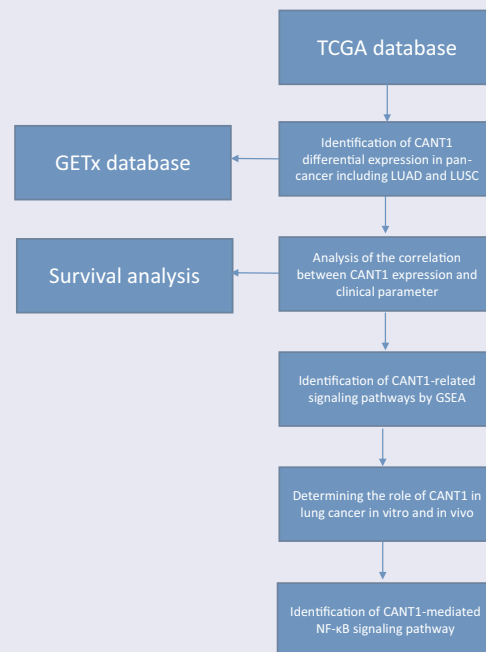 TCGA database
Identification of CANT1
differential expression in pan-
cancer including LUAD and LUSC
GETx database
Analysis of the correlation
between CANT1 expression and
clinical parameter
Survival analysis
Identification of CANT1-related
signaling pathways by GSEA
Determining the role of CANT1 in
lung cancer in vitro and in vivo
Identification of CANT1-mediated
NF-κB signaling pathway